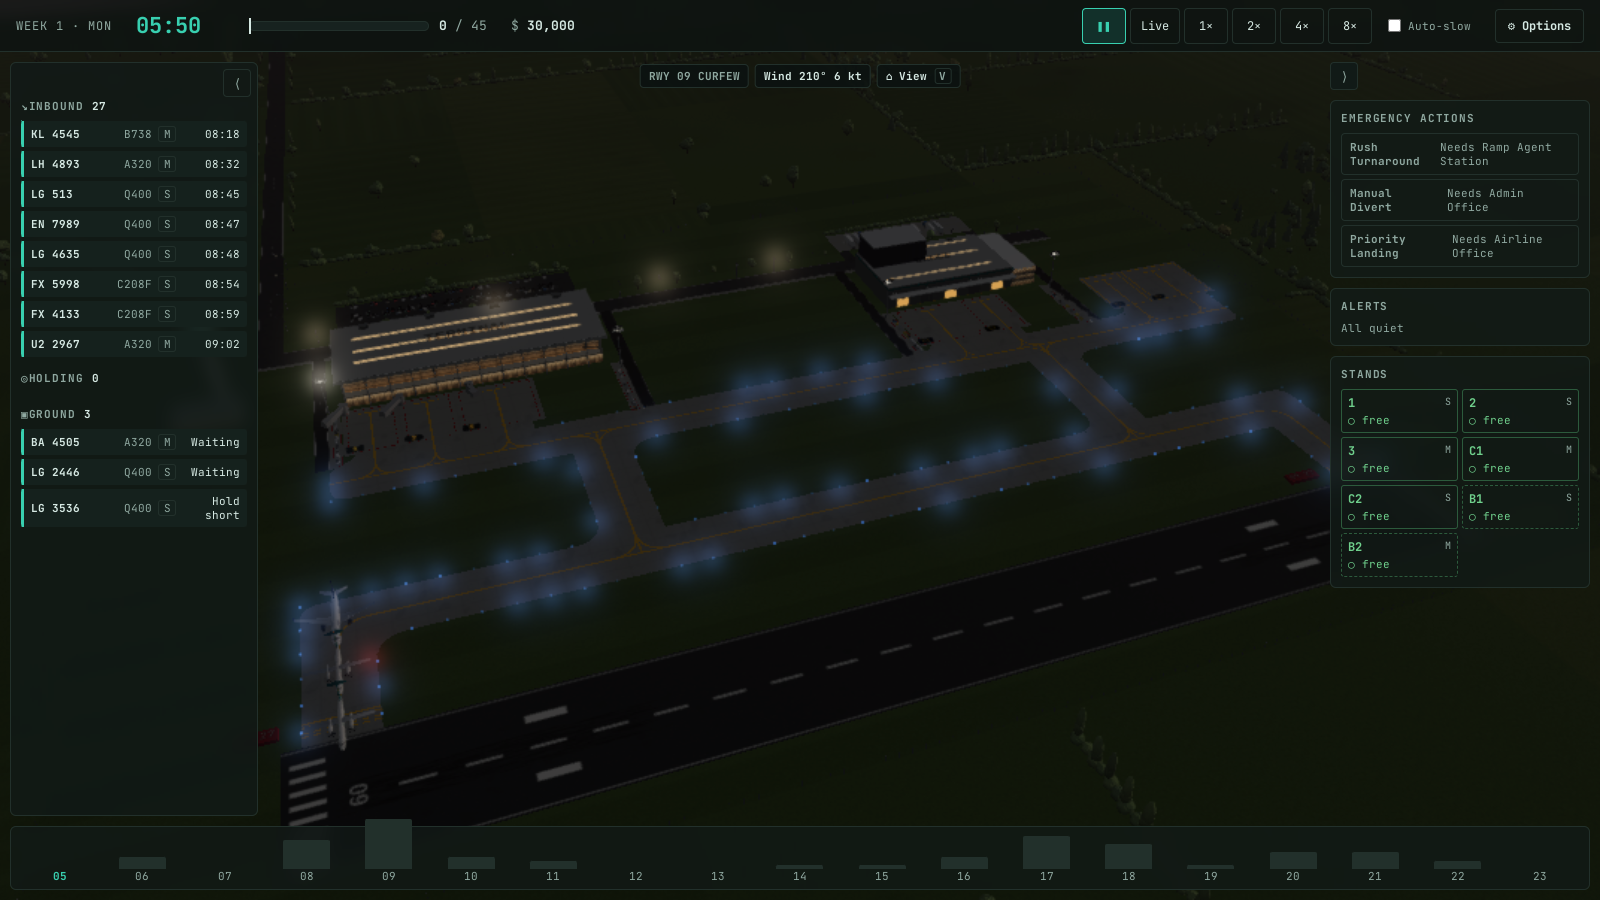 WEEK 1 · MON 05:50 0 / 45 $ 30,000 Live 1× 2× 4× 8× Auto-slow ⚙ Options
RWY 09 CURFEW Wind 210° 6 kt ⌂ View V
INBOUND 27
KL 4545 B738 M 08:18
LH 4893 A320 M 08:32
LG 513 Q400 S 08:45
EN 7989 Q400 S 08:47
LG 4635 Q400 S 08:48
FX 5998 C208F S 08:54
FX 4133 C208F S 08:59
U2 2967 A320 M 09:02
HOLDING 0
GROUND 3
BA 4505 A320 M Waiting
LG 2446 Q400 S Waiting
LG 3536 Q400 S Hold short
EMERGENCY ACTIONS
Rush Turnaround Needs Ramp Agent Station
Manual Divert Needs Admin Office
Priority Landing Needs Airline Office
ALERTS
All quiet
STANDS
1 S
○ free
2 S
○ free
3 M
○ free
C1 M
○ free
C2 S
○ free
B1 S
○ free
B2 M
○ free
09
05 06 07 08 09 10 11 12 13 14 15 16 17 18 19 20 21 22 23